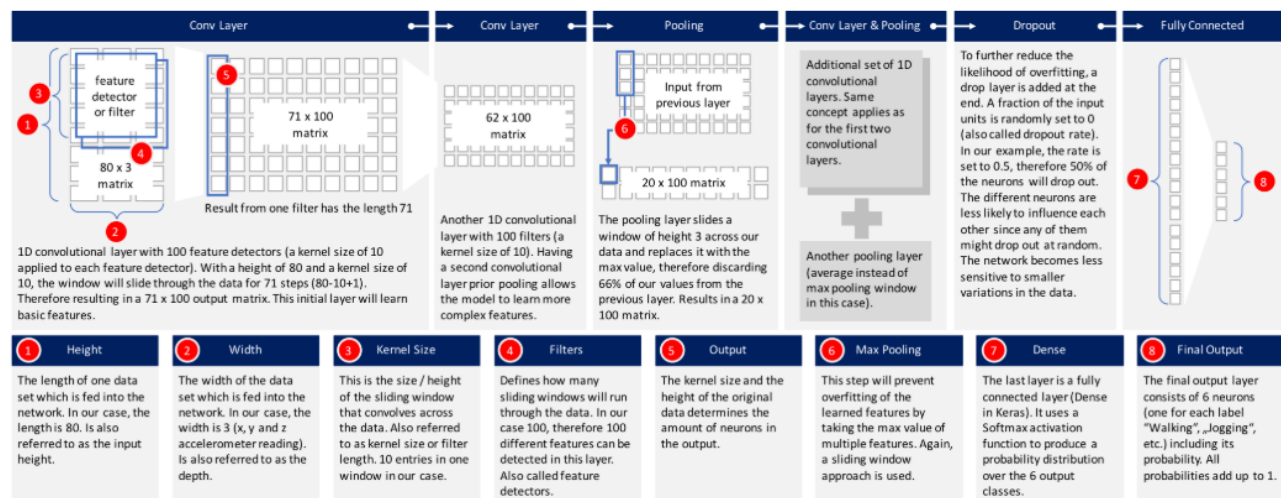 Conv Layer
Conv Layer
Pooling
Conv Layer & Pooling
Dropout
Fully Connected
3
1
feature
detector
or filter
4
80 x 3
matrix
2
5
71 x 100
matrix
Result from one filter has the length 71
1D convolutional layer with 100 feature detectors (a kernel size of 10
applied to each feature detector). With a height of 80 and a kernel size of
10, the window will slide through the data for 71 steps (80-10+1).
Therefore resulting in a 71 x 100 output matrix. This initial layer will learn
basic features.
62 x 100
matrix
Another 1D convolutional
layer with 100 filters (a
kernel size of 10). Having
a second convolutional
layer prior pooling allows
the model to learn more
complex features.
Input from
previous layer
6
20 x 100 matrix
The pooling layer slides a
window of height 3 across our
data and replaces it with the
max value, therefore discarding
66% of our values from the
previous layer. Results in a 20 x
100 matrix.
Additional set of 1D
convolutional
layers. Same
concept applies as
for the first two
convolutional
layers.
Another pooling layer
(average instead of
max pooling window
in this case).
To further reduce the
likelihood of overfitting, a
drop layer is added at the
end. A fraction of the input
units is randomly set to 0
(also called dropout rate).
In our example, the rate is
set to 0.5, therefore 50% of
the neurons will drop out.
The different neurons are
less likely to influence each
other since any of them
might drop out at random.
The network becomes less
sensitive to smaller
variations in the data.
7
8
1 Height
The length of one data
set which is fed into the
network. In our case, the
length is 80. Is also
referred to as the input
height.
2 Width
The width of the data
set which is fed into the
network. In our case, the
width is 3 (x, y and z
accelerometer reading).
Is also referred to as the
depth.
3 Kernel Size
This is the size / height
of the sliding window
that convolves across
the data. Also referred
to as kernel size or filter
length. 10 entries in one
window in our case.
4 Filters
Defines how many
sliding windows will run
through the data. In our
case 100, therefore 100
different features can be
detected in this layer.
Also called feature
detectors.
5 Output
The kernel size and the
height of the original
data determines the
amount of neurons in
the output.
6 Max Pooling
This step will prevent
overfitting of the
learned features by
taking the max value of
multiple features. Again,
a sliding window
approach is used.
7 Dense
The last layer is a fully
connected layer (Dense
in Keras). It uses a
Softmax activation
function to produce a
probability distribution
over the 6 output
classes.
8 Final Output
The final output layer
consists of 6 neurons
(one for each label
"Walking", „Jogging",
etc.) including its
probability. All
probabilities add up to 1.